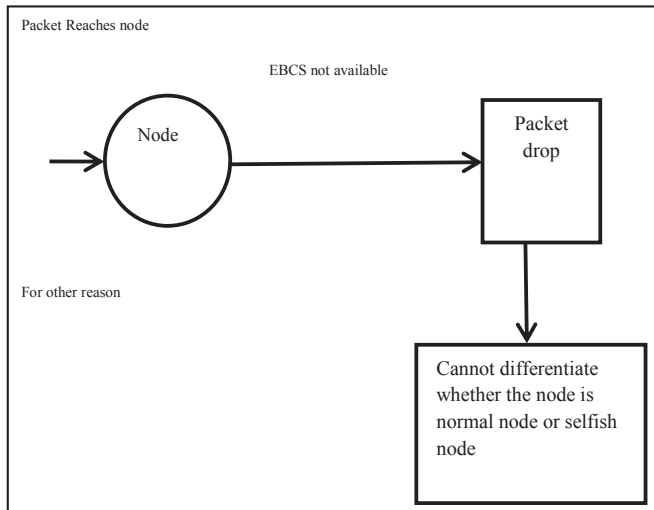 Packet Reaches node
EBCS not available
Node
Packet
drop
For other reason
Cannot differentiate
whether the node is
normal node or selfish
node